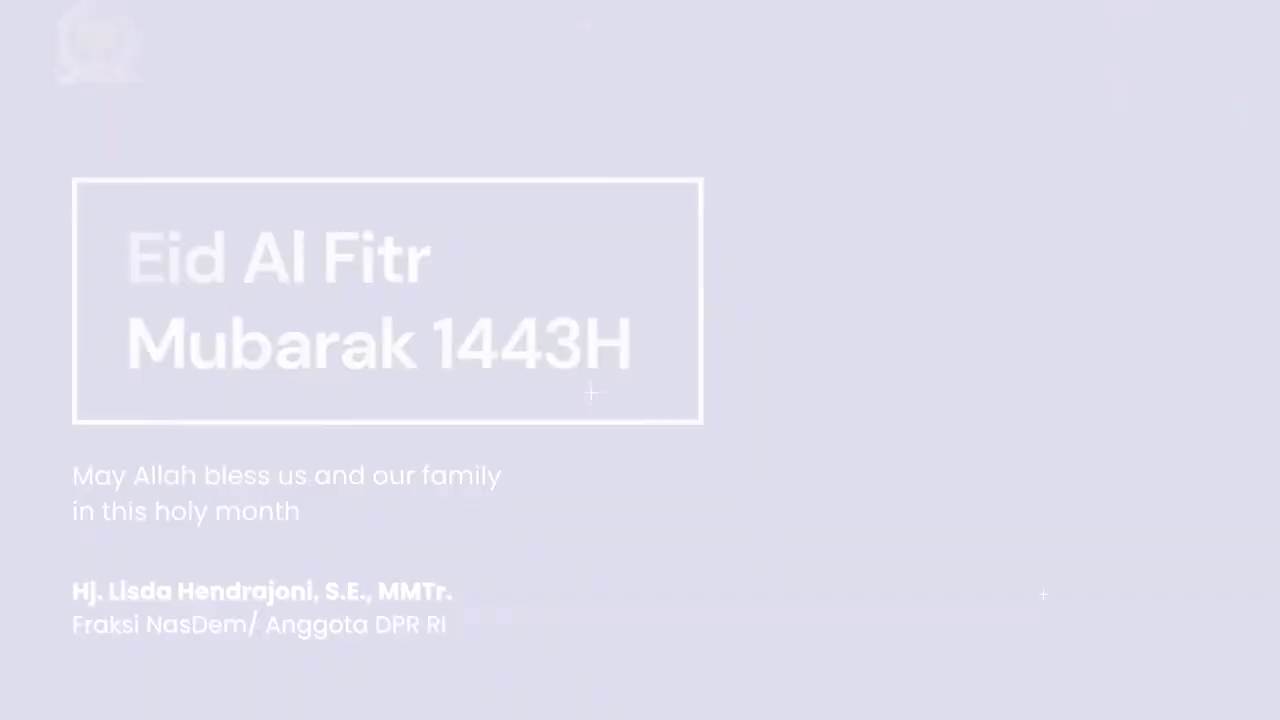 Eid Al Fitr
Mubarak 1443H
May Allah bless us and our family
in this holy month
Hj. Lisda Hendrajoni, S.E., MMTr.
Fraksi NasDem/ Anggota DPR RI